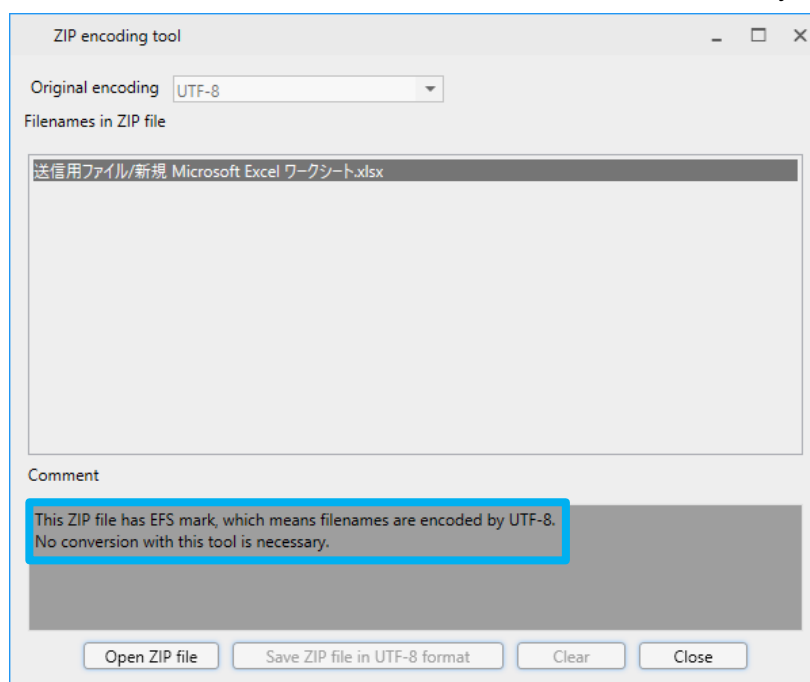 ZIP encoding tool
Original encoding UTF-8
Filenames in ZIP file
送信用ファイル/新規 Microsoft Excel ワークシート.xlsx
Comment
This ZIP file has EFS mark, which means filenames are encoded by UTF-8.
No conversion with this tool is necessary.
Open ZIP file Save ZIP file in UTF-8 format Clear Close